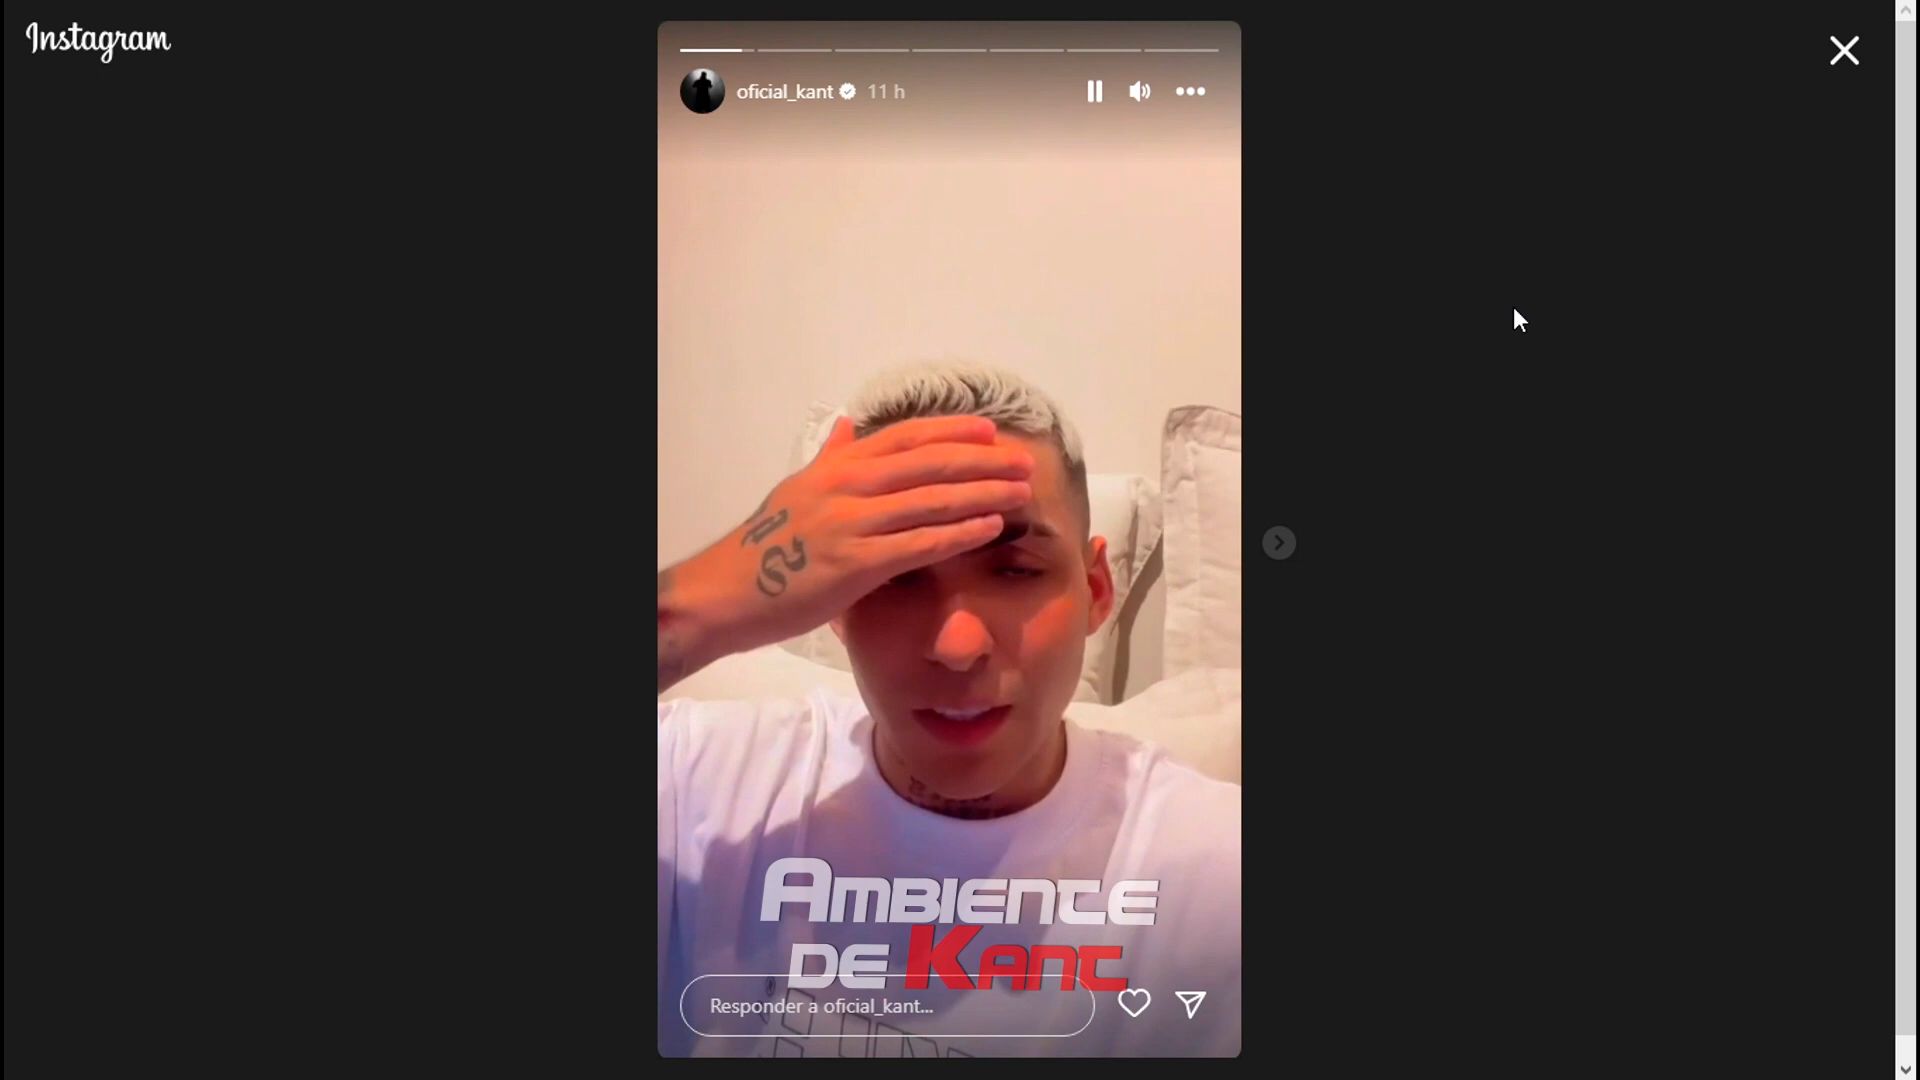 Instagram
oficial_kant
11 h
AMBIENTE
DE KANT
Responder a oficial_kant...